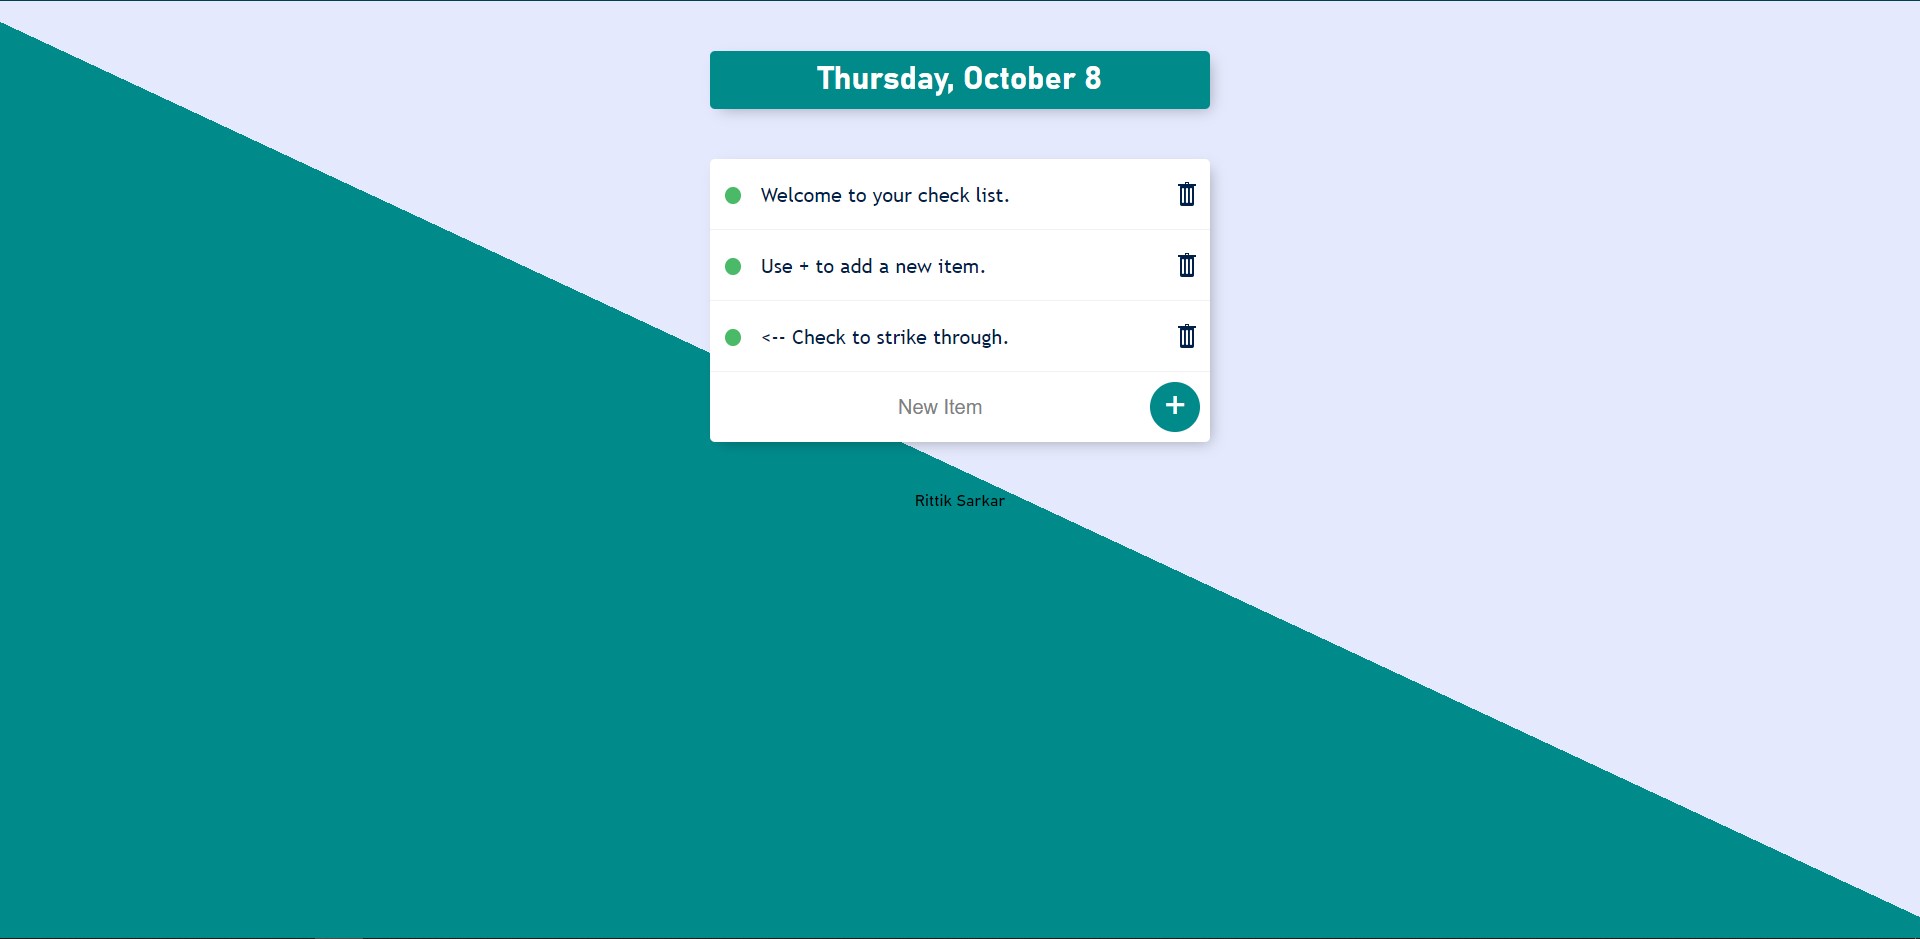 Thursday, October 8
Welcome to your check list.
Use + to add a new item.
<-- Check to strike through.
New Item +
Rittik Sarkar